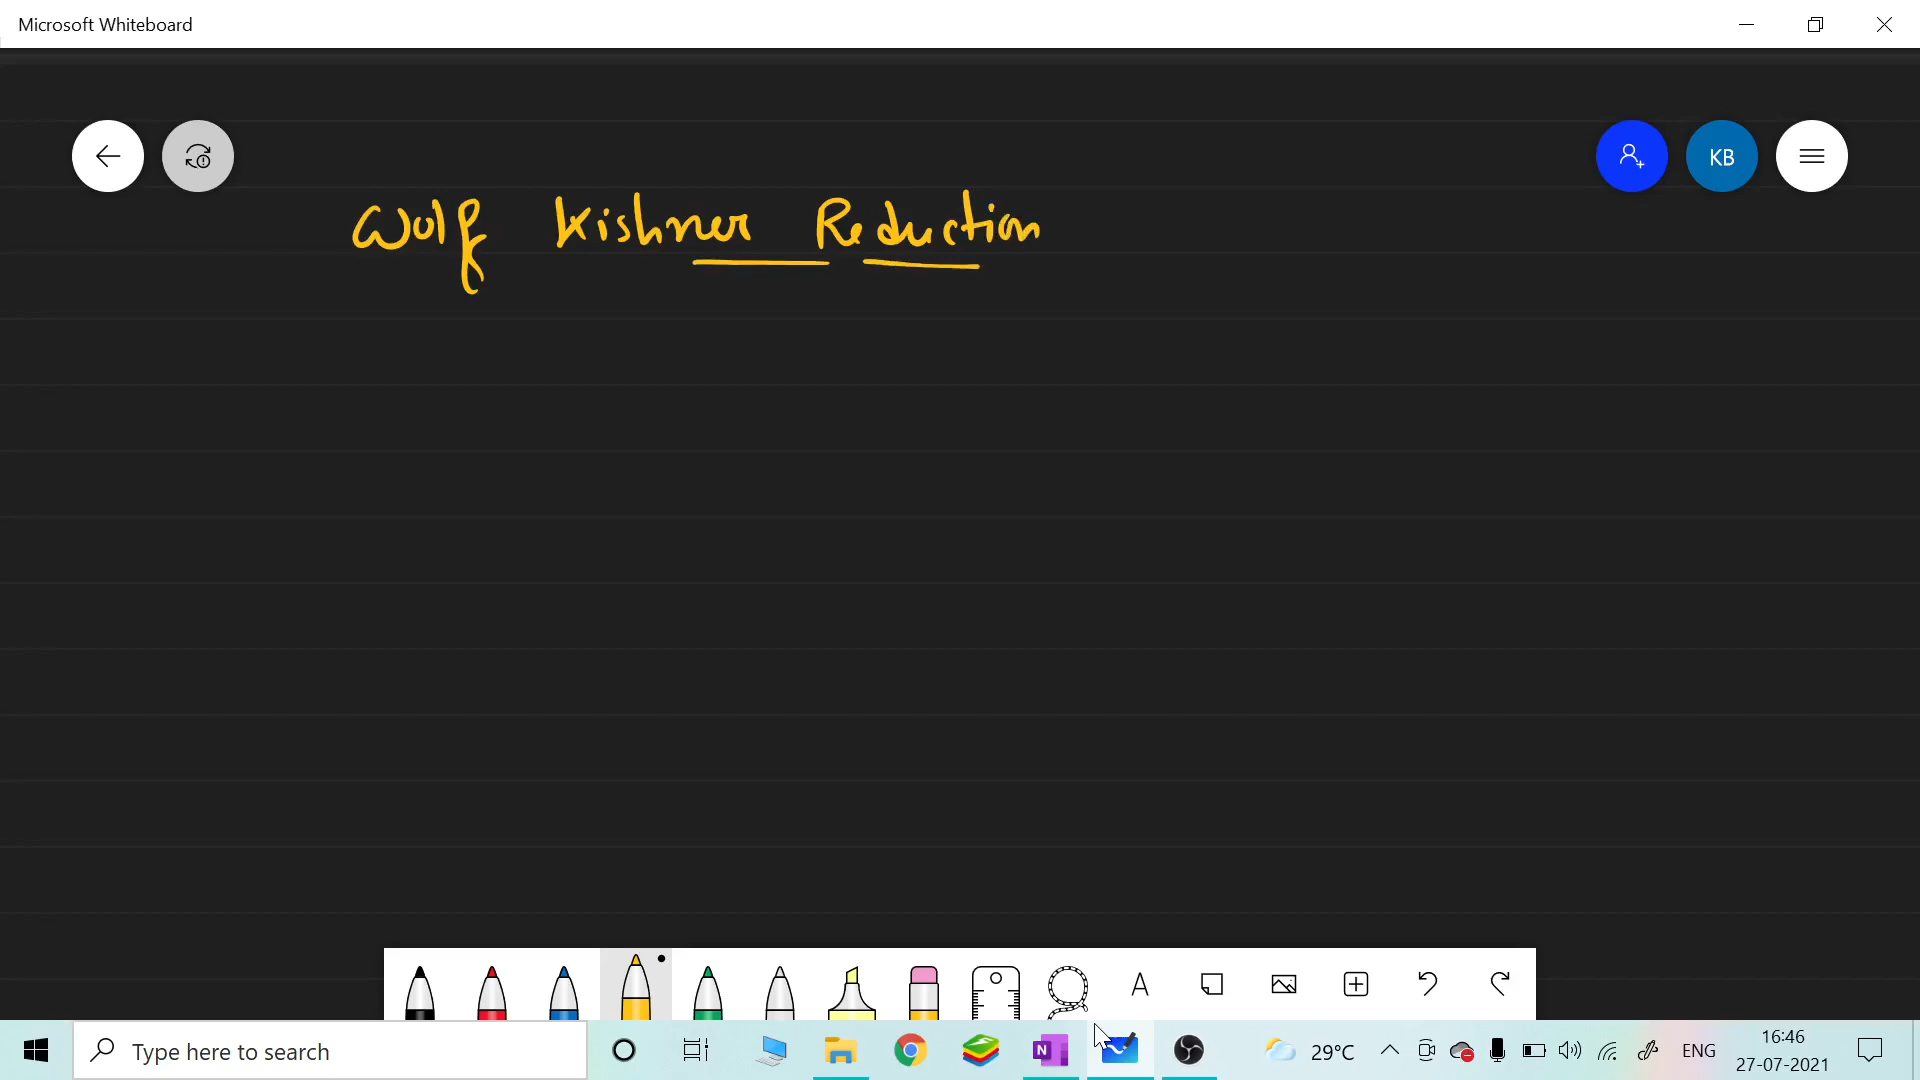 Microsoft Whiteboard
KB
Wolf Kishner Reduction
A
N
Type here to search
29°C
ENG
16:46
27-07-2021